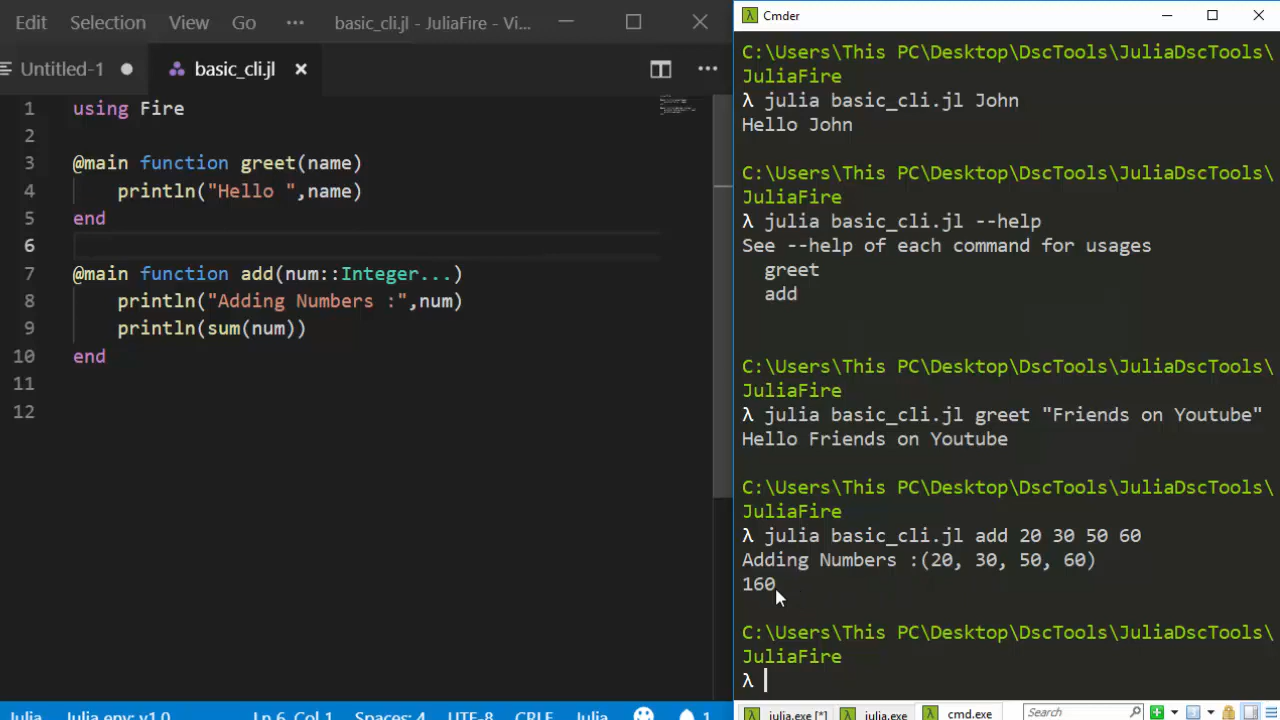 Edit Selection View Go ··· basic_cli.jl - JuliaFire - Vi...
Untitled-1 basic_cli.jl
1 using Fire
2
3 @main function greet(name)
4 println("Hello ",name)
5 end
6
7 @main function add(num::Integer...)
8 println("Adding Numbers :",num)
9 println(sum(num))
10 end
11
12
Julia Julia env: v1.0 Ln 6, Col 1 Spaces: 4 UTF-8 CRLF Julia 1
Cmder
C:\Users\This PC\Desktop\DscTools\JuliaDscTools\
JuliaFire
λ julia basic_cli.jl John
Hello John
C:\Users\This PC\Desktop\DscTools\JuliaDscTools\
JuliaFire
λ julia basic_cli.jl --help
See --help of each command for usages
greet
add
C:\Users\This PC\Desktop\DscTools\JuliaDscTools\
JuliaFire
λ julia basic_cli.jl greet "Friends on Youtube"
Hello Friends on Youtube
C:\Users\This PC\Desktop\DscTools\JuliaDscTools\
JuliaFire
λ julia basic_cli.jl add 20 30 50 60
Adding Numbers :(20, 30, 50, 60)
160
C:\Users\This PC\Desktop\DscTools\JuliaDscTools\
JuliaFire
λ
julia.exe [*] julia.exe cmd.exe Search